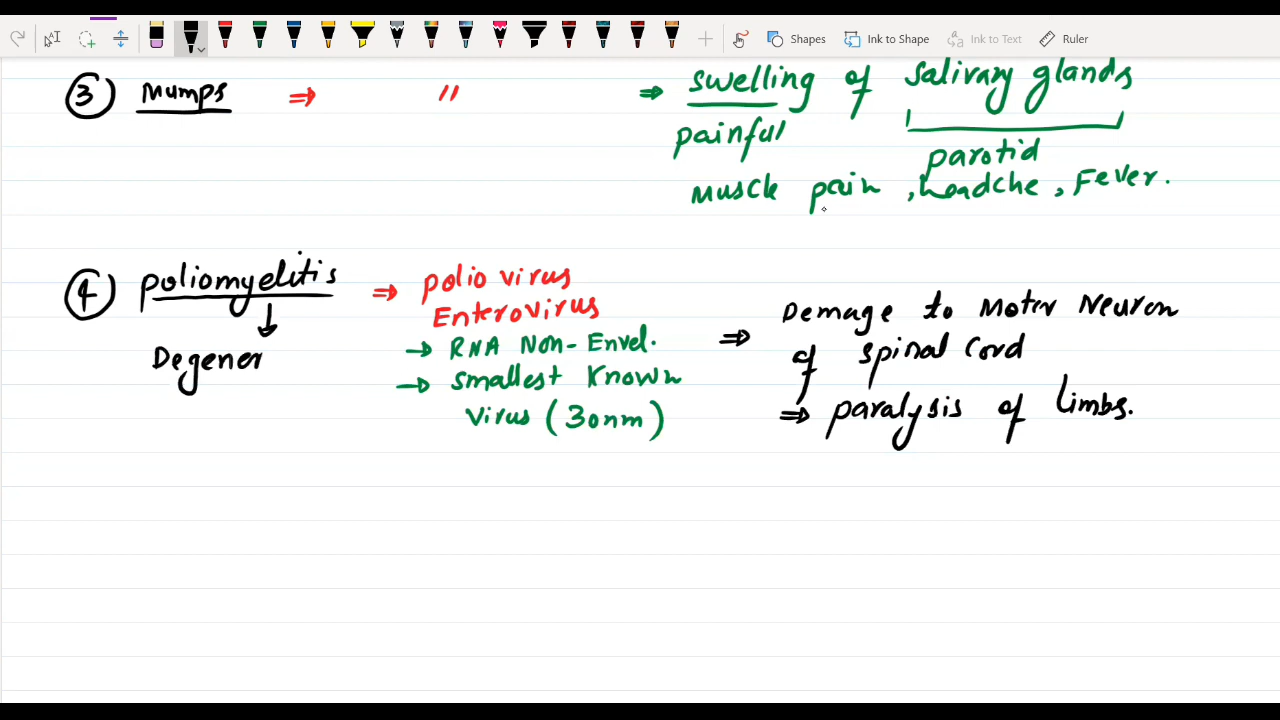 Shapes Ink to Shape Ink to Text Ruler
3 Mumps ⇒ " ⇒ swelling of salivary glands
painful parotid
Muscle pain , headche , Fever.
4 poliomyelitis ⇒ polio virus
Enterovirus
Degener → RNA Non-Envel.
→ smallest Known
virus (30nm)
⇒ Demage to Motor Neuron
of spinal cord
⇒ paralysis of limbs.